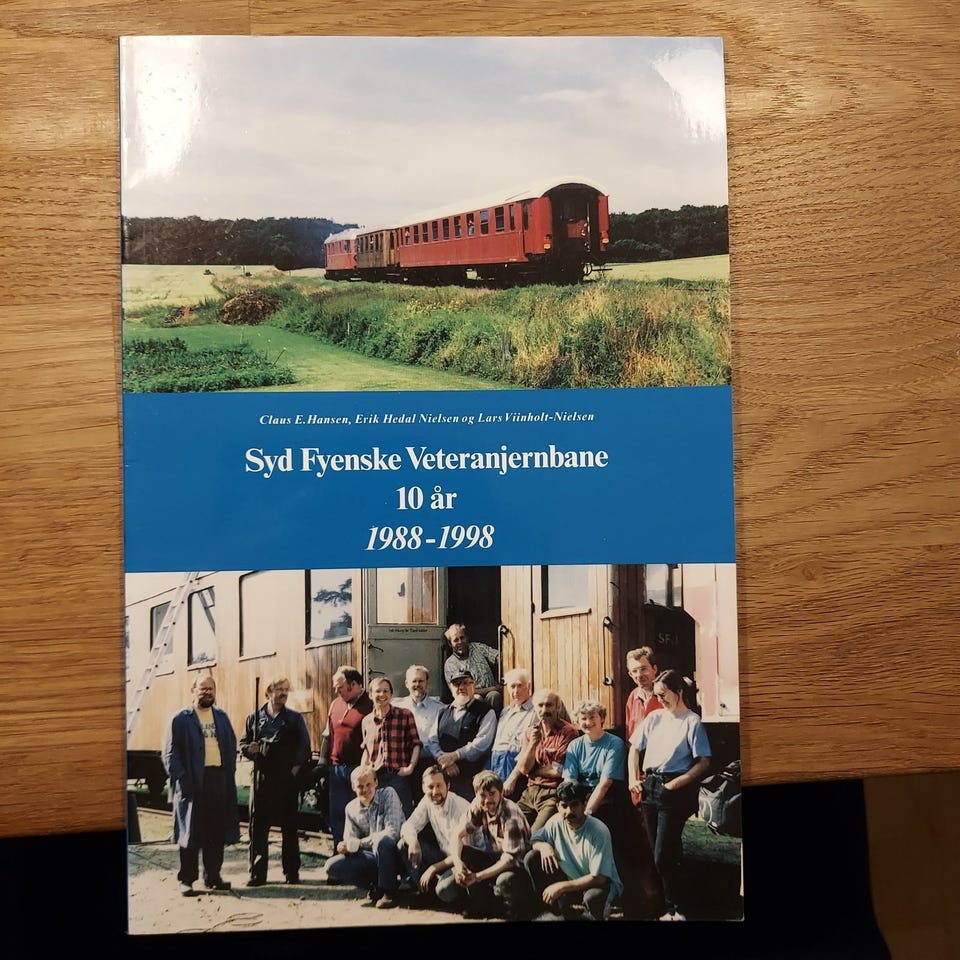 Claus E. Hansen, Erik Hedal Nielsen og Lars Viinholt-Nielsen
Syd Fyenske Veteranjernbane
10 år
1988-1998